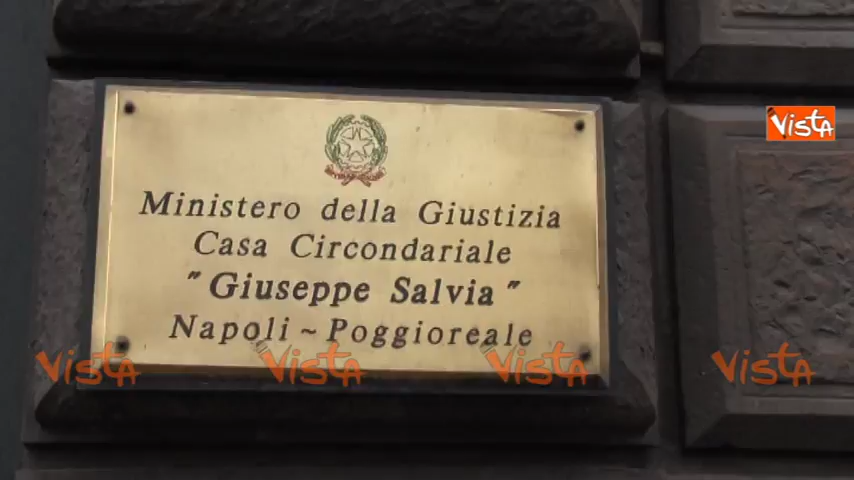 Ministero della Giustizia
Casa Circondariale
"Giuseppe Salvia"
Napoli ~ Poggioreale
VISTA
VISTA VISTA VISTA VISTA